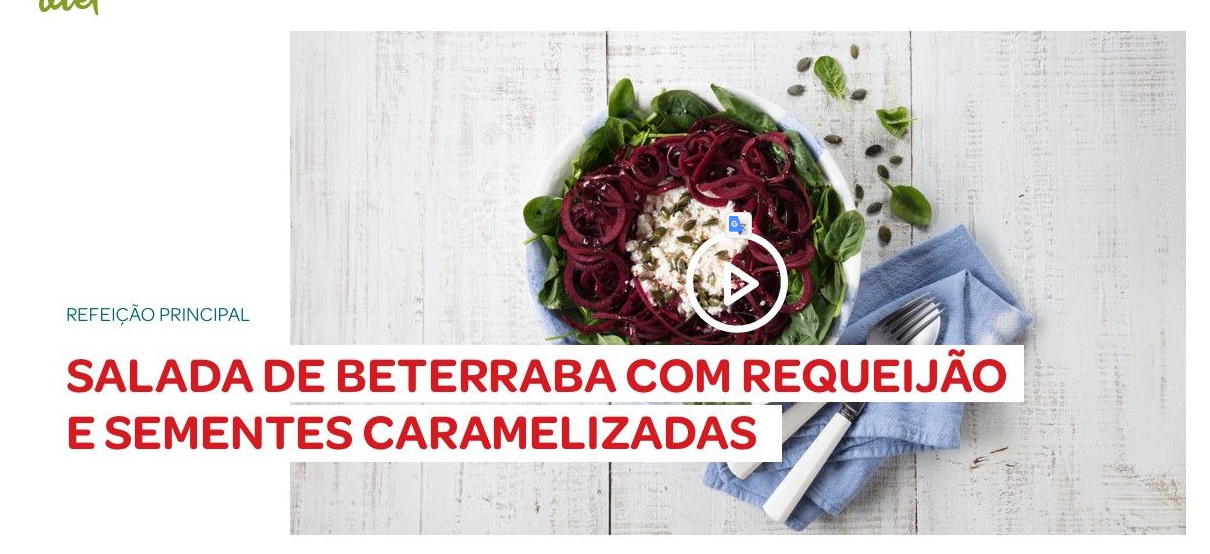 REFEIÇÃO PRINCIPAL
SALADA DE BETERRABA COM REQUEIJÃO
E SEMENTES CARAMELIZADAS